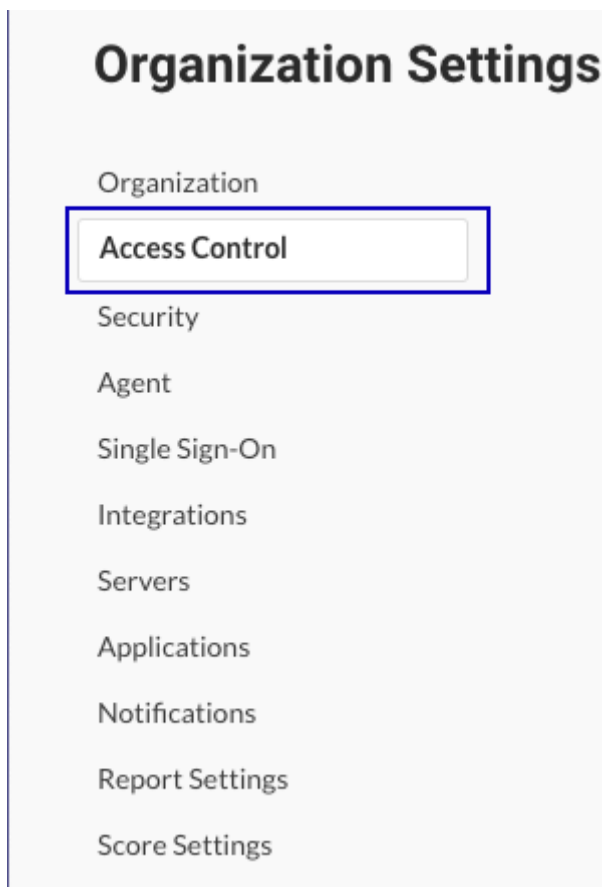 Organization Settings
Organization
Access Control
Security
Agent
Single Sign-On
Integrations
Servers
Applications
Notifications
Report Settings
Score Settings